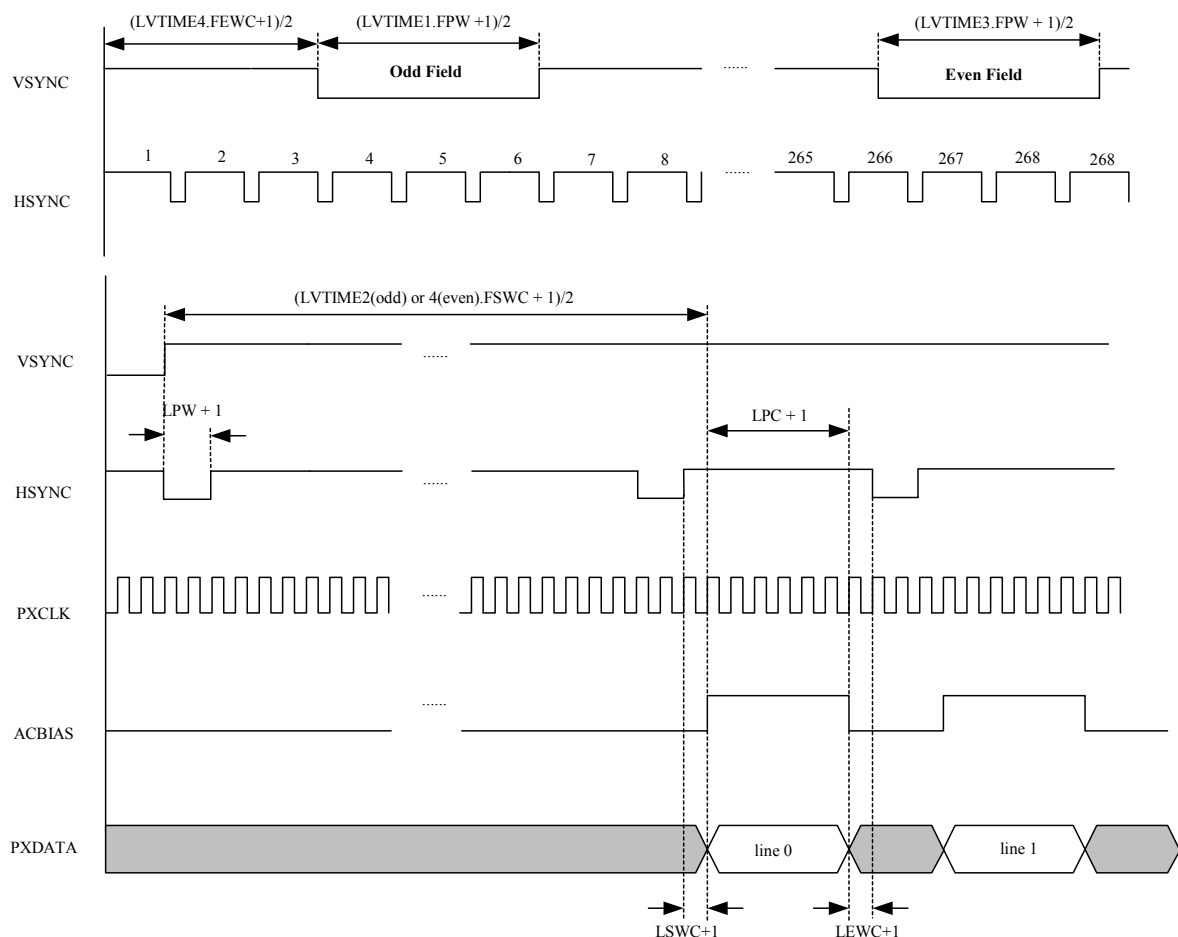 (LVTIME4.FEWC+1)/2 (LVTIME1.FPW +1)/2 (LVTIME3.FPW + 1)/2
VSYNC Odd Field ...... Even Field
1 2 3 4 5 6 7 8 265 266 267 268 268
HSYNC ......
(LVTIME2(odd) or 4(even).FSWC + 1)/2
VSYNC ......
LPW + 1 LPC + 1
HSYNC ......
PXCLK ......
ACBIAS ......
PXDATA line 0 line 1
LSWC+1 LEWC+1